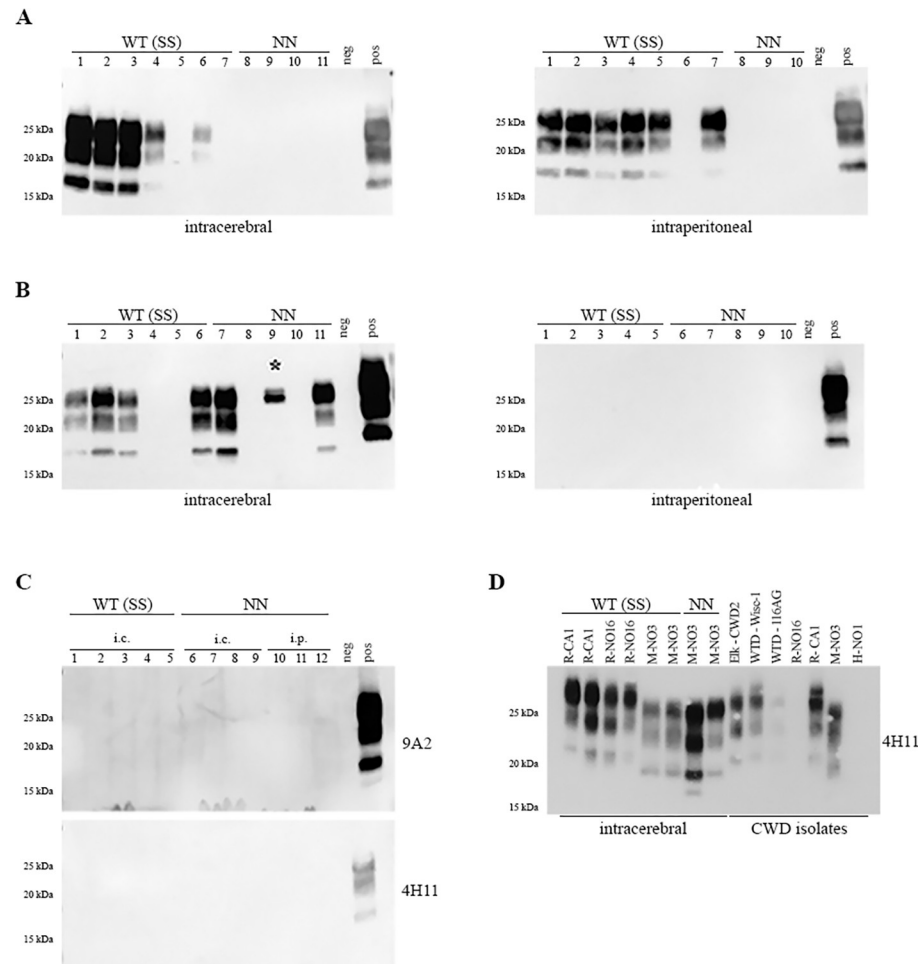 A
WT (SS) NN neg pos
1 2 3 4 5 6 7 8 9 10 11
25 kDa
20 kDa
15 kDa
intracerebral
WT (SS) NN neg pos
1 2 3 4 5 6 7 8 9 10
25 kDa
20 kDa
15 kDa
intraperitoneal
B
WT (SS) NN neg pos
1 2 3 4 5 6 7 8 9 10 11
*
25 kDa
20 kDa
15 kDa
intracerebral
WT (SS) NN neg pos
1 2 3 4 5 6 7 8 9 10
25 kDa
20 kDa
15 kDa
intraperitoneal
C
WT (SS) NN
i.c. i.c. i.p. neg pos
1 2 3 4 5 6 7 8 9 10 11 12
25 kDa
20 kDa
15 kDa
9A2
25 kDa
20 kDa
15 kDa
4H11
D
WT (SS) NN
R-CA1 R-CA1 R-NO16 R-NO16 M-NO3 M-NO3 M-NO3 M-NO3 Elk - CWD2 WTD - Wisc-1 WTD - 116AG R-NO16 R- CA1 M-NO3 H-NO1
25 kDa
20 kDa
15 kDa
4H11
intracerebral CWD isolates